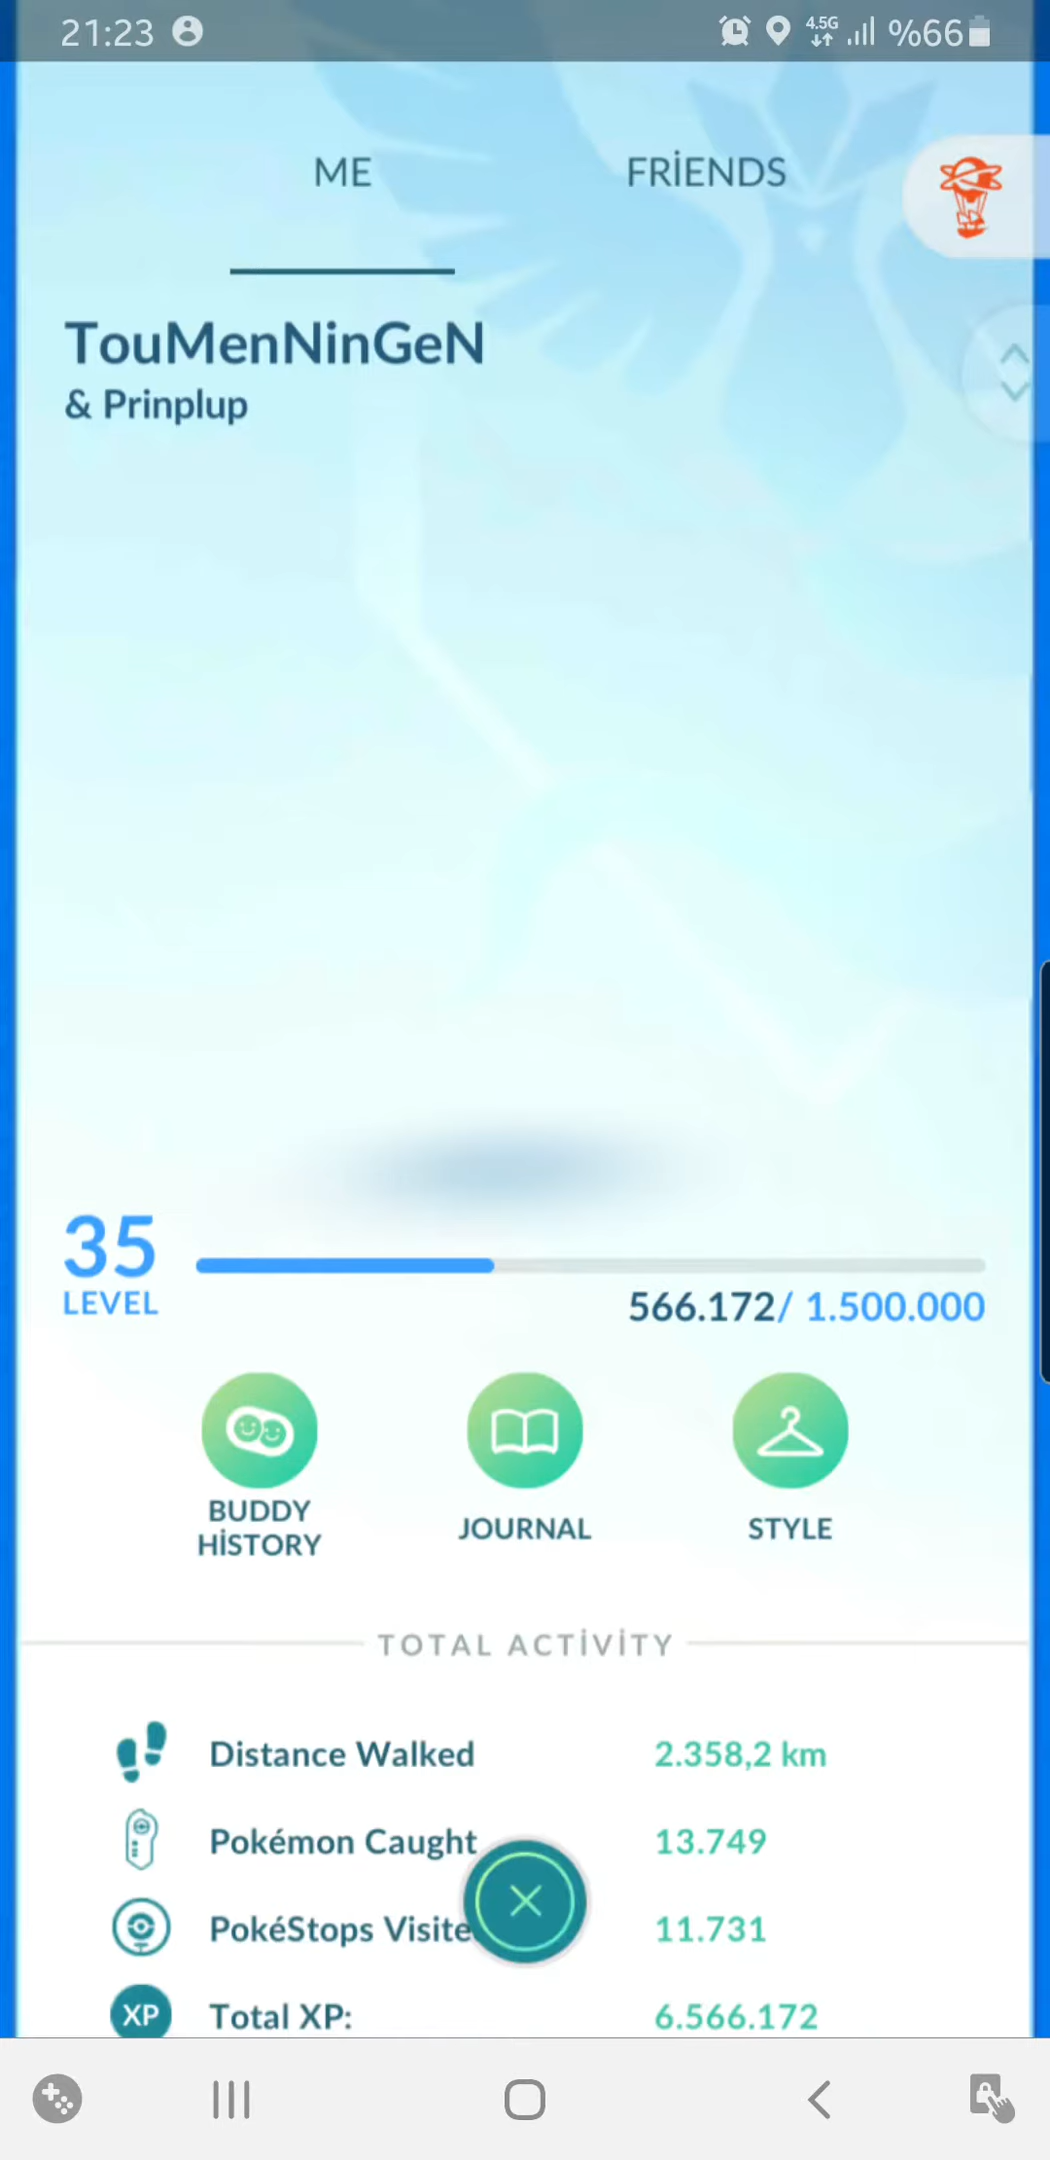 21:23
4.5G
%66
ME
FRİENDS
TouMenNinGeN
& Prinplup
35
LEVEL
566.172/ 1.500.000
BUDDY
HİSTORY
JOURNAL
STYLE
TOTAL ACTİVİTY
Distance Walked 2.358,2 km
Pokémon Caught 13.749
PokéStops Visite 11.731
XP Total XP: 6.566.172